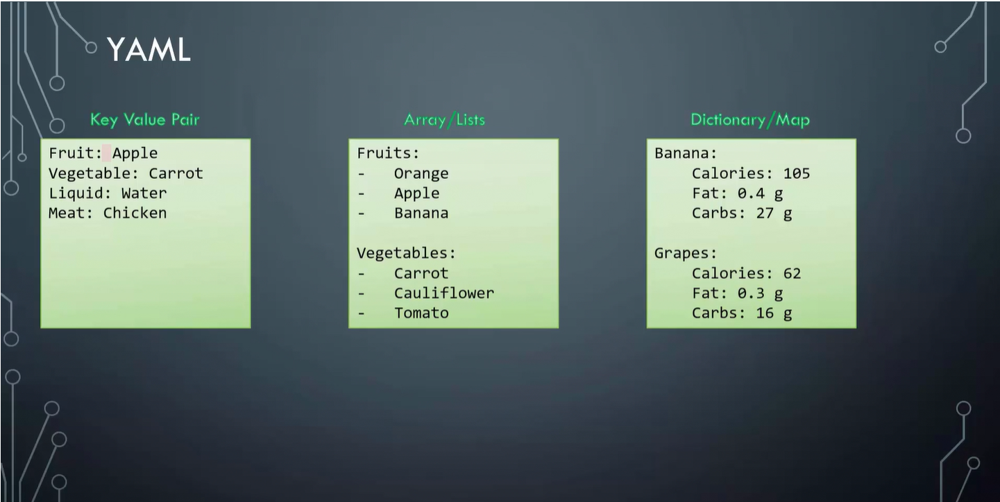 YAML
Key Value Pair
Fruit: Apple
Vegetable: Carrot
Liquid: Water
Meat: Chicken
Array/Lists
Fruits:
-   Orange
-   Apple
-   Banana
Vegetables:
-   Carrot
-   Cauliflower
-   Tomato
Dictionary/Map
Banana:
    Calories: 105
    Fat: 0.4 g
    Carbs: 27 g
Grapes:
    Calories: 62
    Fat: 0.3 g
    Carbs: 16 g